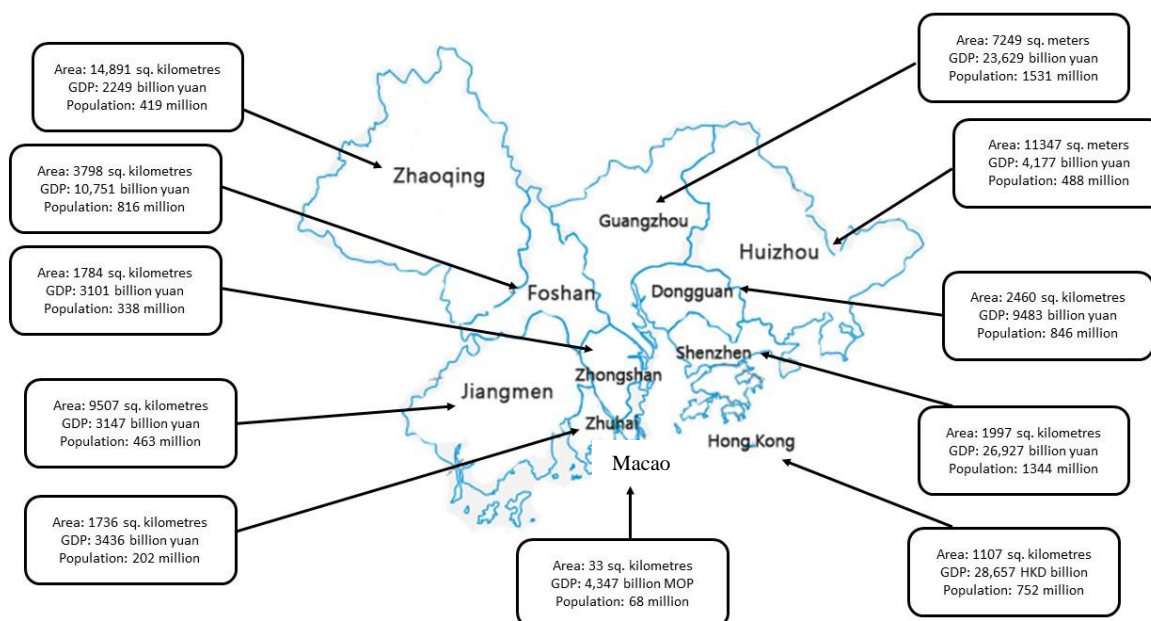 Area: 14,891 sq. kilometres
GDP: 2249 billion yuan
Population: 419 million
Area: 3798 sq. kilometres
GDP: 10,751 billion yuan
Population: 816 million
Area: 1784 sq. kilometres
GDP: 3101 billion yuan
Population: 338 million
Area: 9507 sq. kilometres
GDP: 3147 billion yuan
Population: 463 million
Area: 1736 sq. kilometres
GDP: 3436 billion yuan
Population: 202 million
Zhaoqing
Guangzhou
Huizhou
Foshan
Dongguan
Shenzhen
Zhongshan
Jiangmen
Zhuhai
Hong Kong
Macao
Area: 33 sq. kilometres
GDP: 4,347 billion MOP
Population: 68 million
Area: 7249 sq. meters
GDP: 23,629 billion yuan
Population: 1531 million
Area: 11347 sq. meters
GDP: 4,177 billion yuan
Population: 488 million
Area: 2460 sq. kilometres
GDP: 9483 billion yuan
Population: 846 million
Area: 1997 sq. kilometres
GDP: 26,927 billion yuan
Population: 1344 million
Area: 1107 sq. kilometres
GDP: 28,657 HKD billion
Population: 752 million